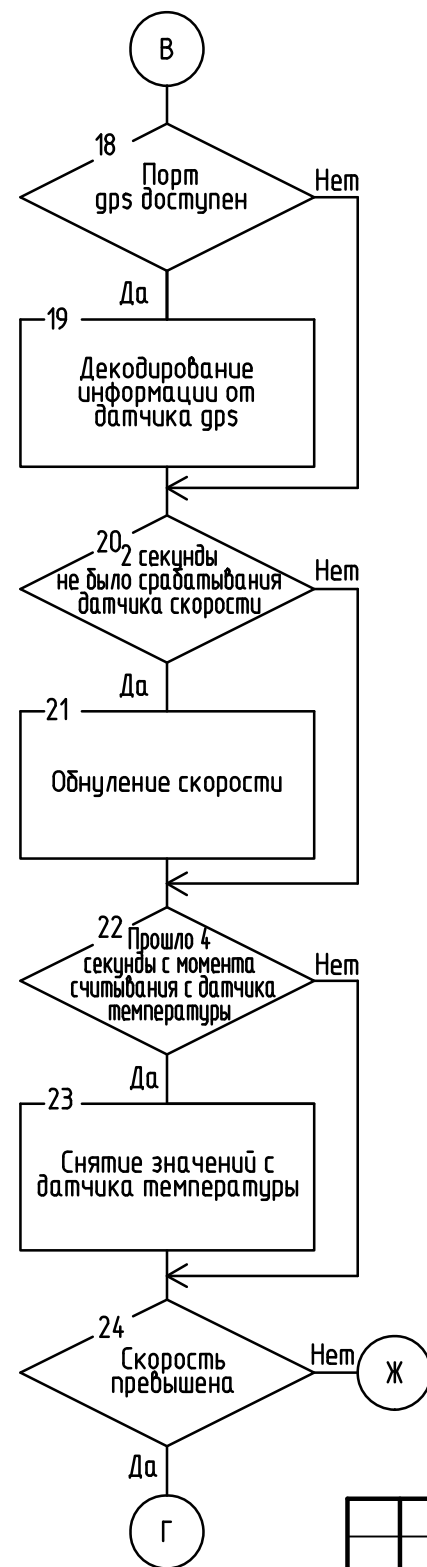 В
18
Порт
gps доступен
Нет
Да
19
Декодирование
информации от
датчика gps
20
2 секунды
не было срабатывания
датчика скорости
Нет
Да
21
Обнуление скорости
22
Прошло 4
секунды с момента
считывания с датчика
температуры
Нет
Да
23
Снятие значений с
датчика температуры
24
Скорость
превышена
Нет
Ж
Да
Г